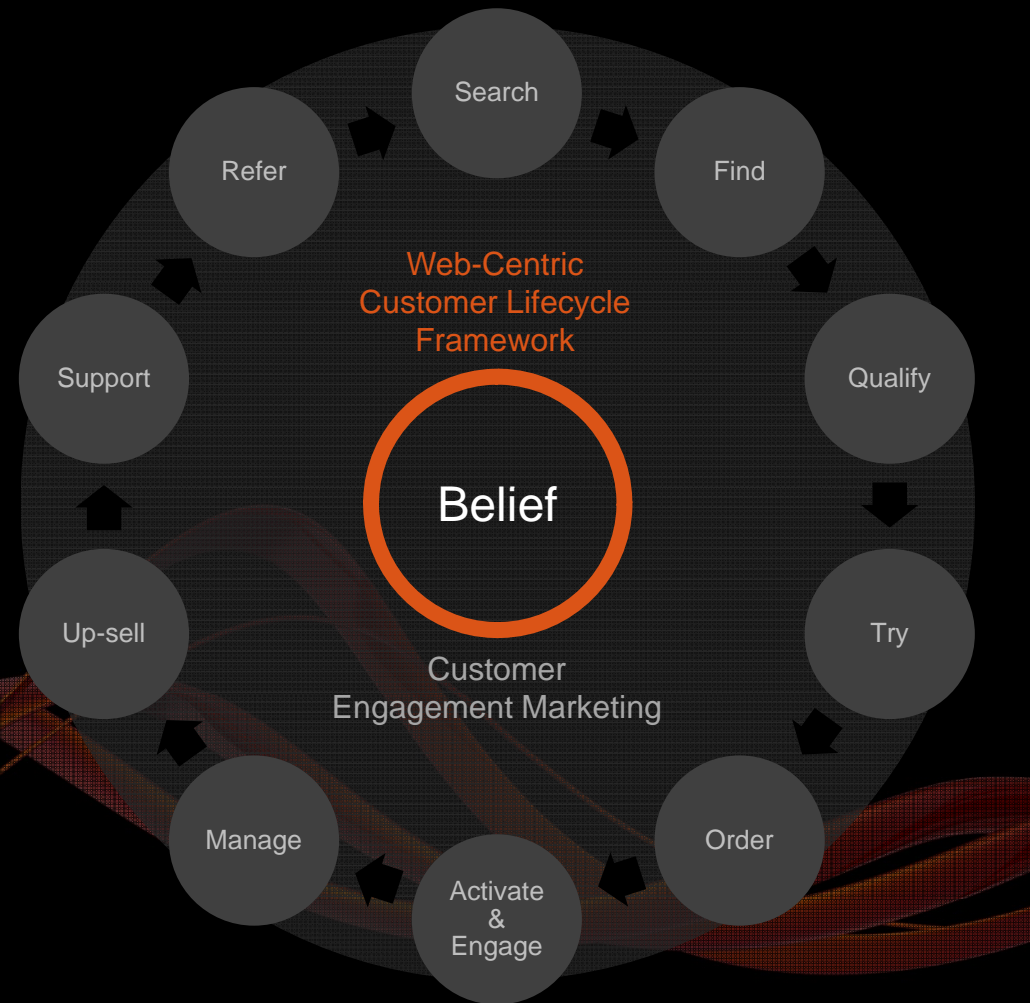 Search
Find
Qualify
Try
Order
Activate
&
Engage
Manage
Up-sell
Support
Refer
Web-Centric
Customer Lifecycle
Framework
Belief
Customer
Engagement Marketing